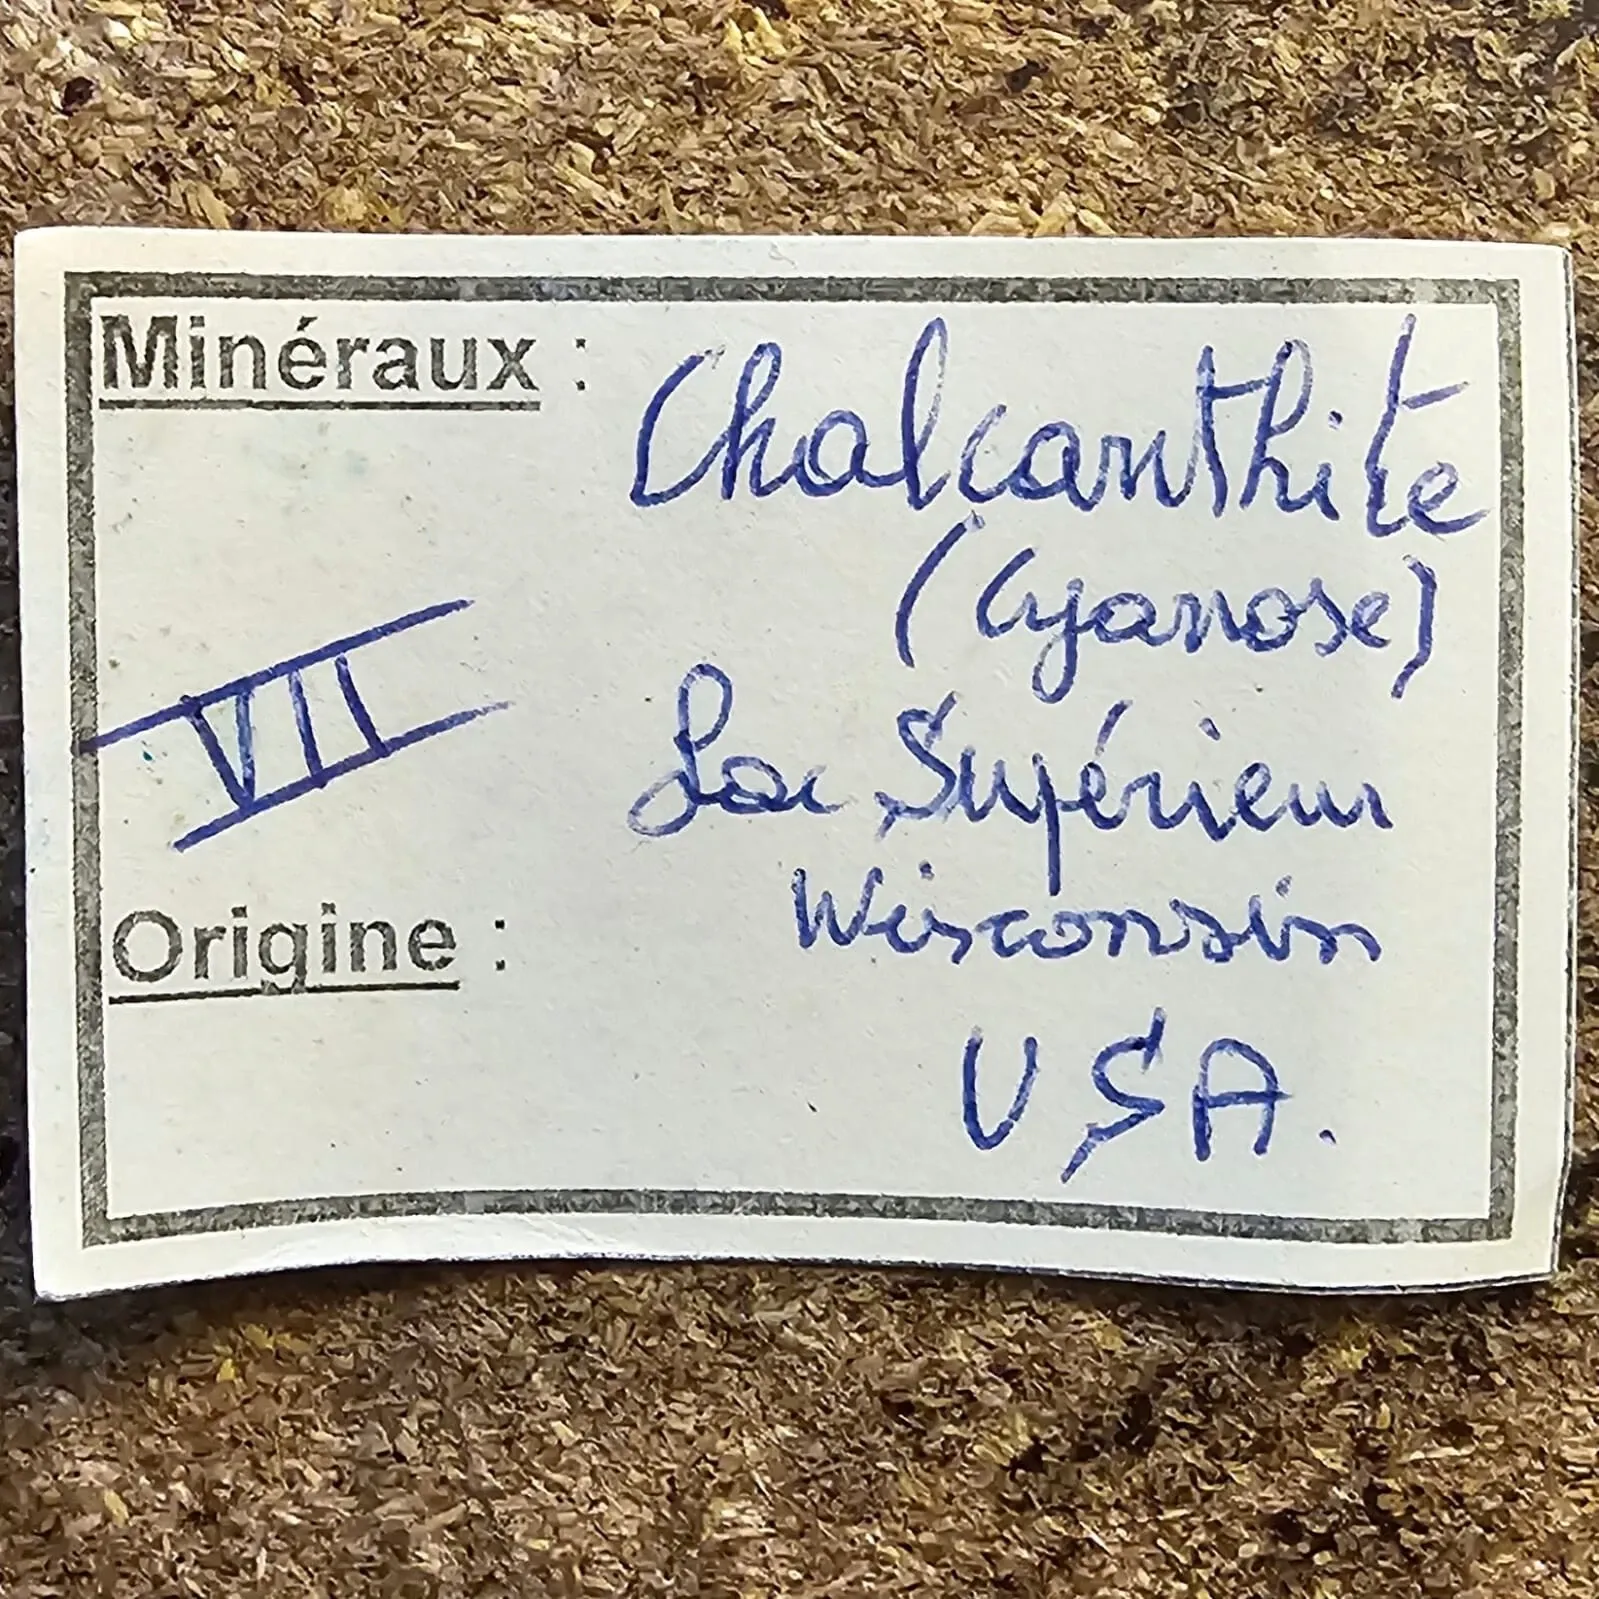 Minéraux : Chalcanthite
(Cyanose)
VII
Lac Supérieur
Wisconsin
Origine :
USA.